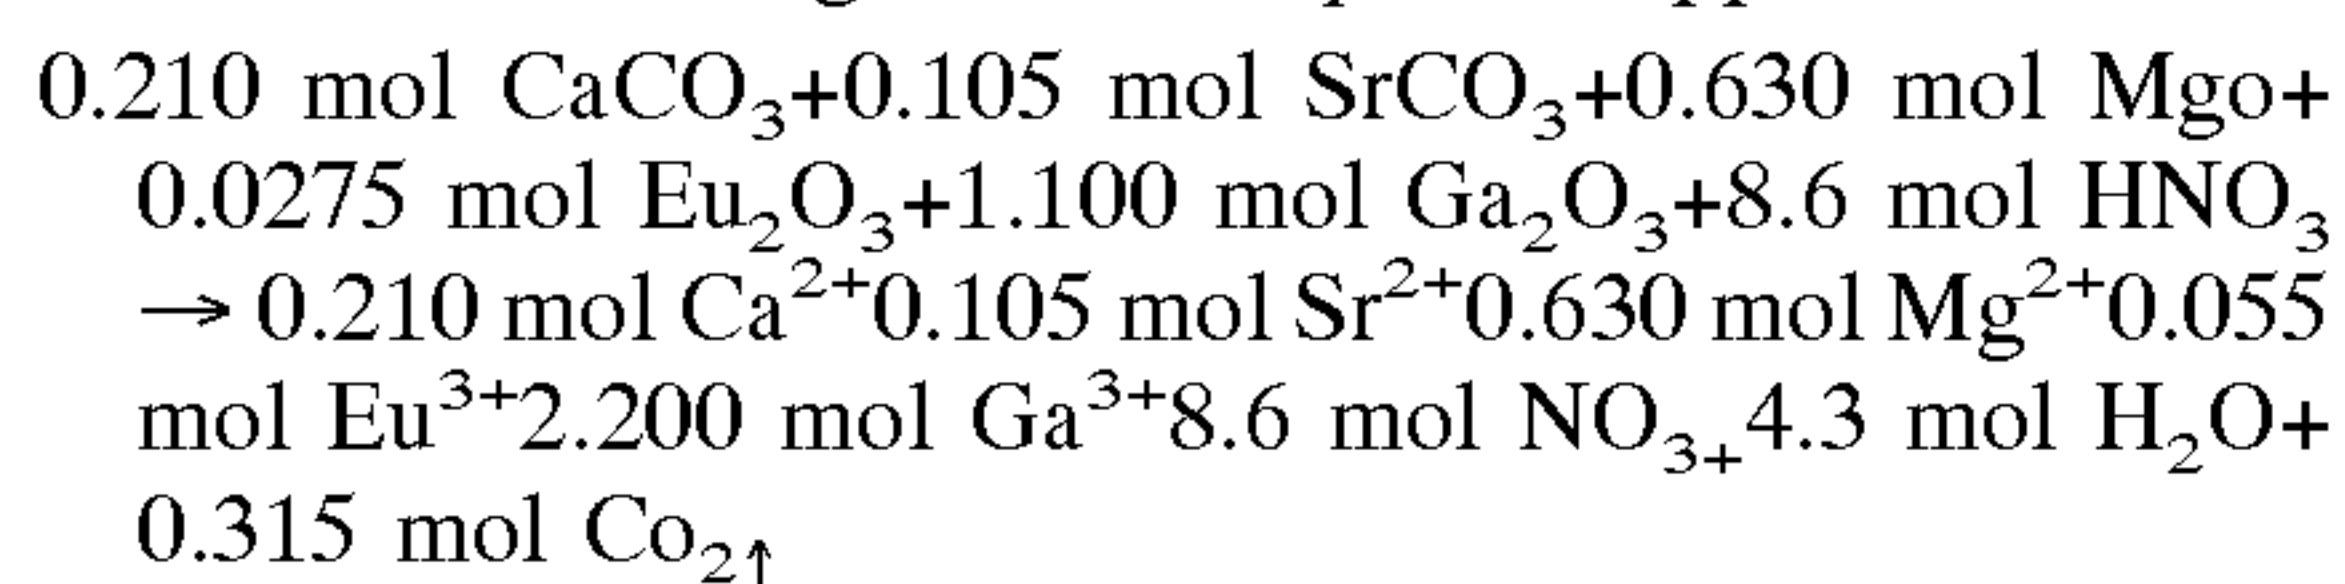 0.210 mol CaCO₃+0.105 mol SrCO₃+0.630 mol Mgo+
0.0275 mol Eu₂O₃+1.100 mol Ga₂O₃+8.6 mol HNO₃
→0.210 mol Ca²⁺0.105 mol Sr²⁺0.630 mol Mg²⁺0.055
mol Eu³⁺2.200 mol Ga³⁺8.6 mol NO₃₊4.3 mol H₂O+
0.315 mol Co₂↑